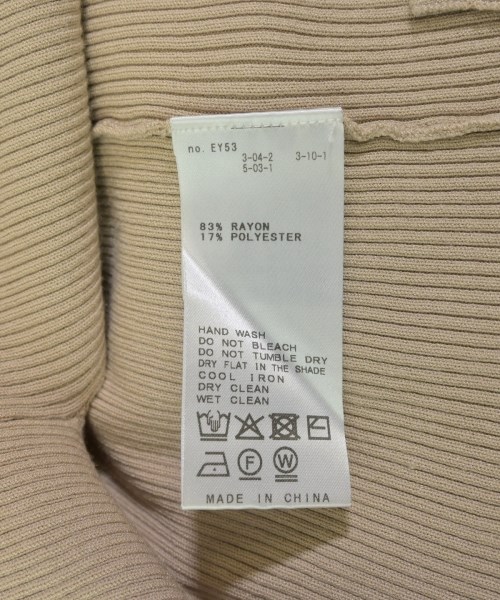 no. EY53
3-04-2 3-10-1
5-03-1
83% RAYON
17% POLYESTER
HAND WASH
DO NOT BLEACH
DO NOT TUMBLE DRY
DRY FLAT IN THE SHADE
COOL IRON
DRY CLEAN
WET CLEAN
F W
MADE IN CHINA